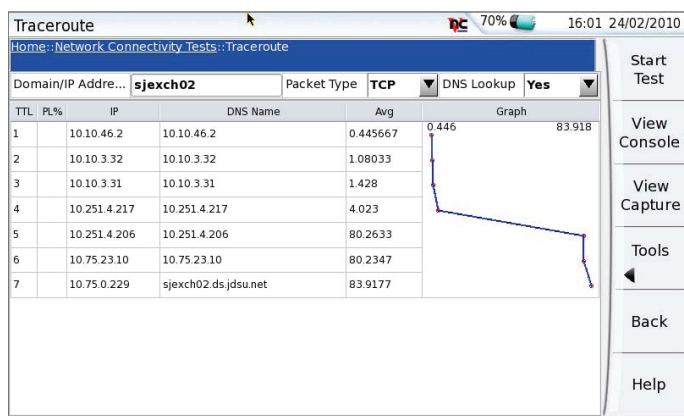 Traceroute
70%
16:01 24/02/2010
Home::Network Connectivity Tests::Traceroute
Domain/IP Addre... sjexch02 Packet Type TCP DNS Lookup Yes
TTL PL% IP DNS Name Avg Graph
0.446 83.918
1 10.10.46.2 10.10.46.2 0.445667
2 10.10.3.32 10.10.3.32 1.08033
3 10.10.3.31 10.10.3.31 1.428
4 10.251.4.217 10.251.4.217 4.023
5 10.251.4.206 10.251.4.206 80.2633
6 10.75.23.10 10.75.23.10 80.2347
7 10.75.0.229 sjexch02.ds.jdsu.net 83.9177
Start
Test
View
Console
View
Capture
Tools
Back
Help